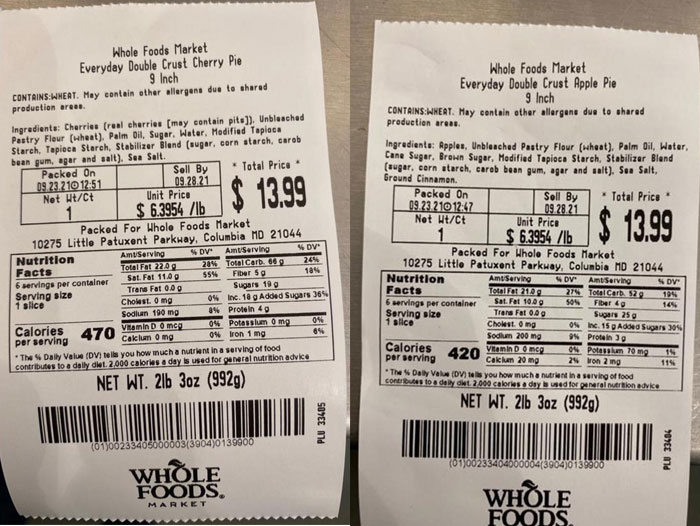 Whole Foods Market
Everyday Double Crust Cherry Pie
9 Inch
CONTAINS:WHEAT. May contain other allergens due to shared
production areas.
Ingredients: Cherries (real cherries [may contain pits]), Unbleached
Pastry Flour (wheat), Palm Oil, Sugar, Water, Modified Tapioca
Starch, Tapioca Starch, Stabilizer Blend (sugar, corn starch, carob
bean gum, agar and salt), Sea Salt.
Packed On Sell By * Total Price *
09.23.21@12:51 09.28.21
Net Wt/Ct Unit Price $ 13.99
1 $ 6.3954 /lb
Packed For Whole Foods Market
10275 Little Patuxent Parkway, Columbia MD 21044
Nutrition Facts
6 servings per container
Serving size
1 slice
Calories per serving 470
Amt/Serving % DV* Amt/Serving % DV*
Total Fat 22.0 g 28% Total Carb. 66 g 24%
Sat. Fat 11.0 g 55% Fiber 5 g 18%
Trans Fat 0.0 g Sugars 19 g
Cholest. 0 mg 0% Inc. 18 g Added Sugars 36%
Sodium 190 mg 8% Protein 4 g
Vitamin D 0 mcg 0% Potassium 0 mg 0%
Calcium 0 mg 0% Iron 1 mg 6%
* The % Daily Value (DV) tells you how much a nutrient in a serving of food
contributes to a daily diet. 2,000 calories a day is used for general nutrition advice
NET WT. 2lb 3oz (992g)
PLU 33405
(01)00233405000003(3904)0139900
WHOLE
FOODS
MARKET
Whole Foods Market
Everyday Double Crust Apple Pie
9 Inch
CONTAINS:WHEAT. May contain other allergens due to shared
production areas.
Ingredients: Apples, Unbleached Pastry Flour (wheat), Palm Oil, Water,
Cane Sugar, Brown Sugar, Modified Tapioca Starch, Stabilizer Blend
(sugar, corn starch, carob bean gum, agar and salt), Sea Salt,
Ground Cinnamon.
Packed On Sell By * Total Price *
09.23.21@12:47 09.28.21
Net Wt/Ct Unit Price $ 13.99
1 $ 6.3954 /lb
Packed For Whole Foods Market
10275 Little Patuxent Parkway, Columbia MD 21044
Nutrition Facts
6 servings per container
Serving size
1 slice
Calories per serving 420
Amt/Serving % DV* Amt/Serving % DV*
Total Fat 21.0 g 27% Total Carb. 52 g 19%
Sat. Fat 10.0 g 50% Fiber 4 g 14%
Trans Fat 0.0 g Sugars 25 g
Cholest. 0 mg 0% Inc. 15 g Added Sugars 30%
Sodium 200 mg 9% Protein 3 g
Vitamin D 0 mcg 0% Potassium 70 mg 1%
Calcium 20 mg 2% Iron 2 mg 11%
* The % Daily Value (DV) tells you how much a nutrient in a serving of food
contributes to a daily diet. 2,000 calories a day is used for general nutrition advice
NET WT. 2lb 3oz (992g)
PLU 33404
(01)00233404000004(3904)0139900
WHOLE
FOODS